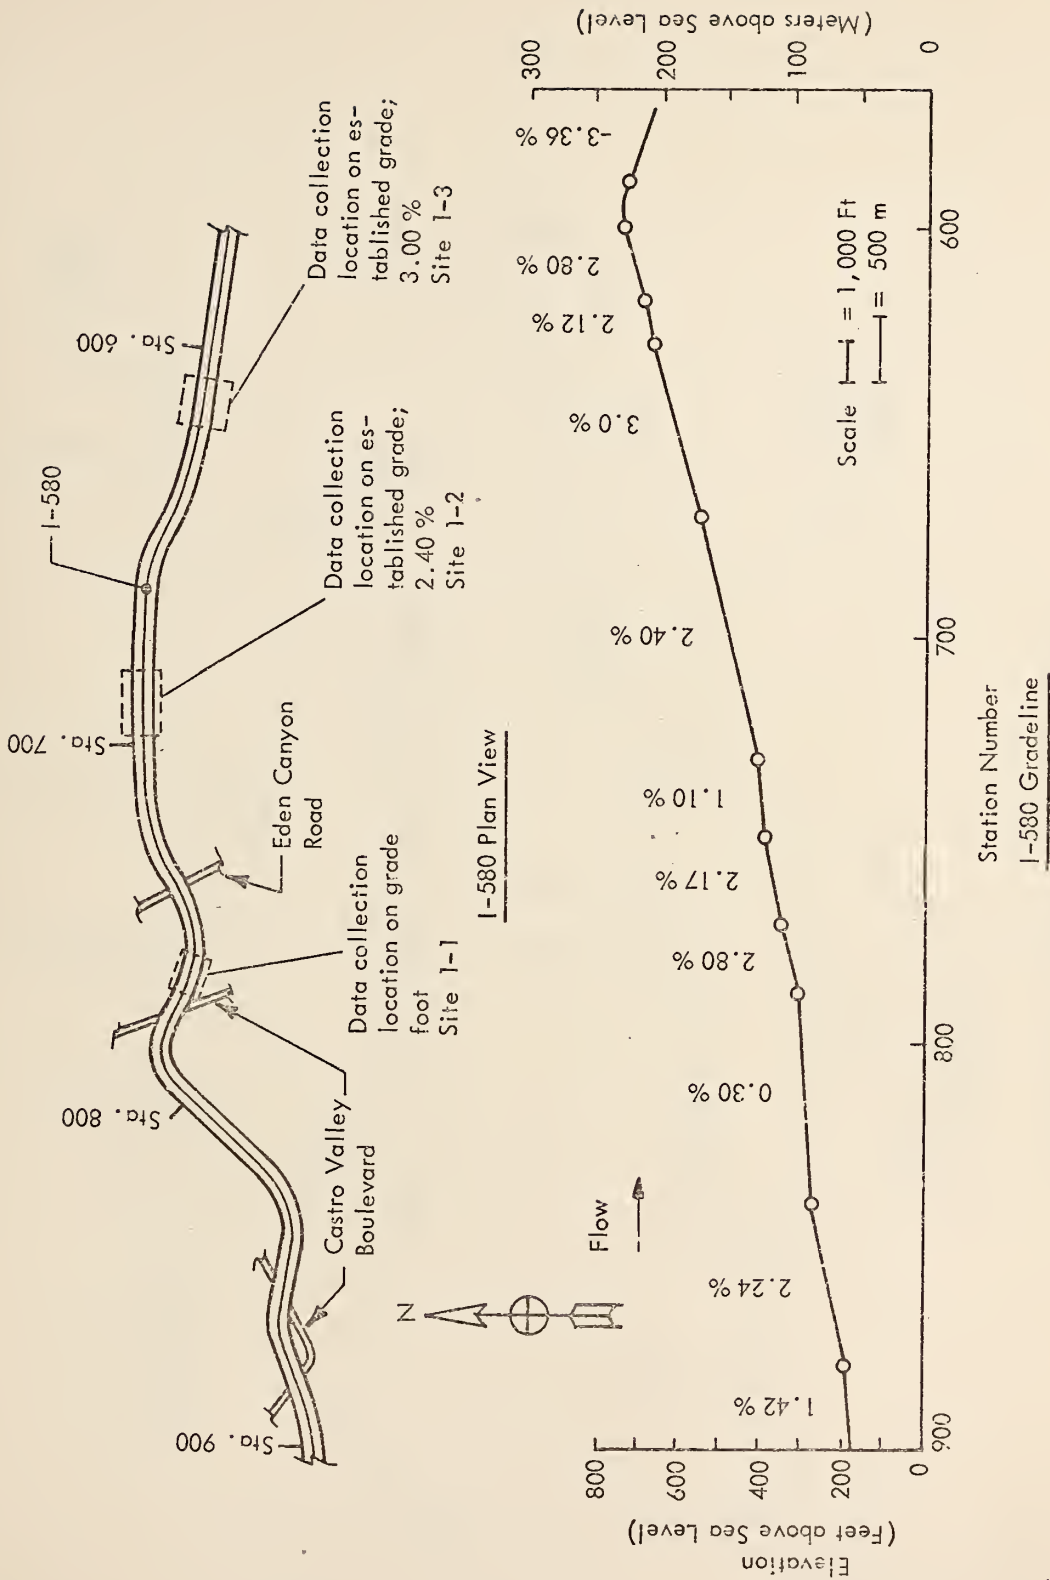 Sta. 900
Sta. 800
Sta. 700
Sta. 600
I-580
Castro Valley
Boulevard
Data collection
location on grade
foot
Site 1-1
Eden Canyon
Road
Data collection
location on es-
tablished grade;
2.40 %
Site 1-2
Data collection
location on es-
tablished grade;
3.00 %
Site 1-3
I-580 Plan View
N
Flow
Elevation
(Feet above Sea Level)
800
600
400
200
0
1.42 %
2.24 %
0.30 %
2.80 %
2.17 %
1.10 %
2.40 %
3.0 %
2.12 %
2.80 %
-3.36 %
300
200
100
0
(Meters above Sea Level)
Scale = 1,000 Ft
= 500 m
900
800
700
600
Station Number
I-580 Gradeline